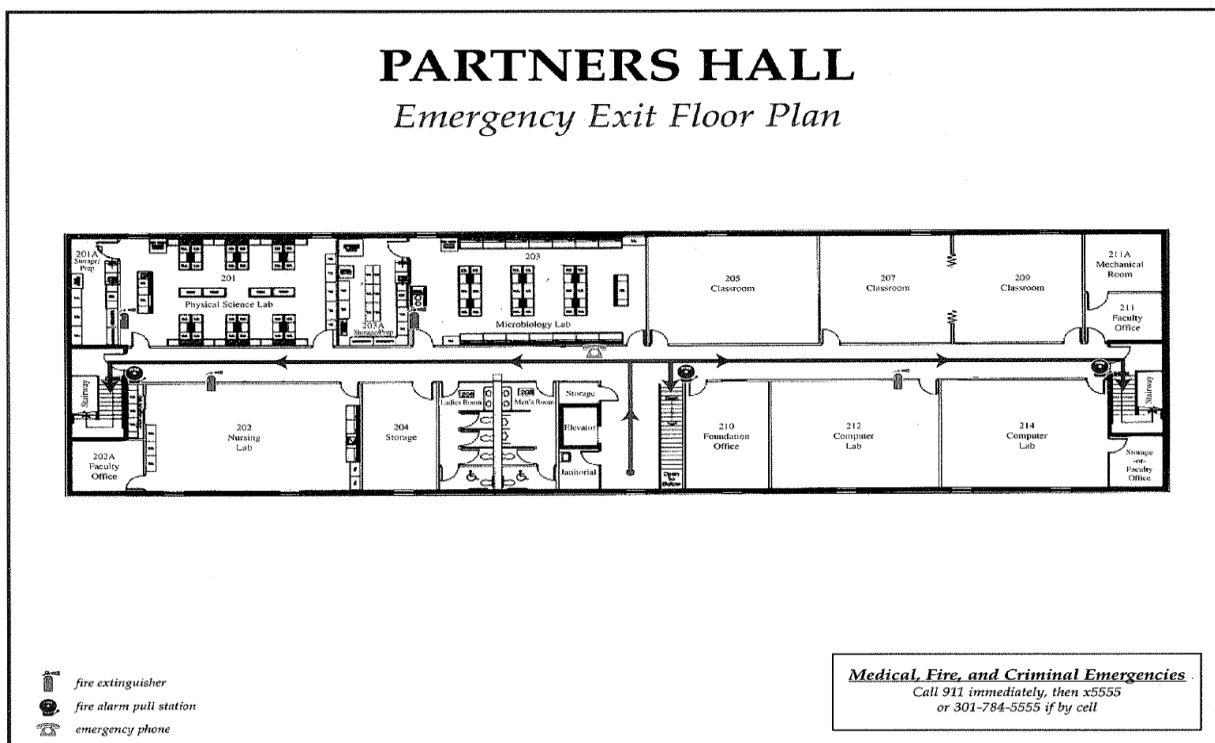 PARTNERS HALL
Emergency Exit Floor Plan
201A
Storage/
Prep
201
Physical Science Lab
203A
Storage/Prep
203
Microbiology Lab
205
Classroom
207
Classroom
209
Classroom
211A
Mechanical
Room
211
Faculty
Office
Stairway
202A
Faculty
Office
202
Nursing
Lab
204
Storage
Ladies Room
Men's Room
Storage
Elevator
Janitorial
Open
to
Below
210
Foundation
Office
212
Computer
Lab
214
Computer
Lab
Stairway
Storage
-or-
Faculty
Office
fire extinguisher
fire alarm pull station
emergency phone
Medical, Fire, and Criminal Emergencies
Call 911 immediately, then x5555
or 301-784-5555 if by cell